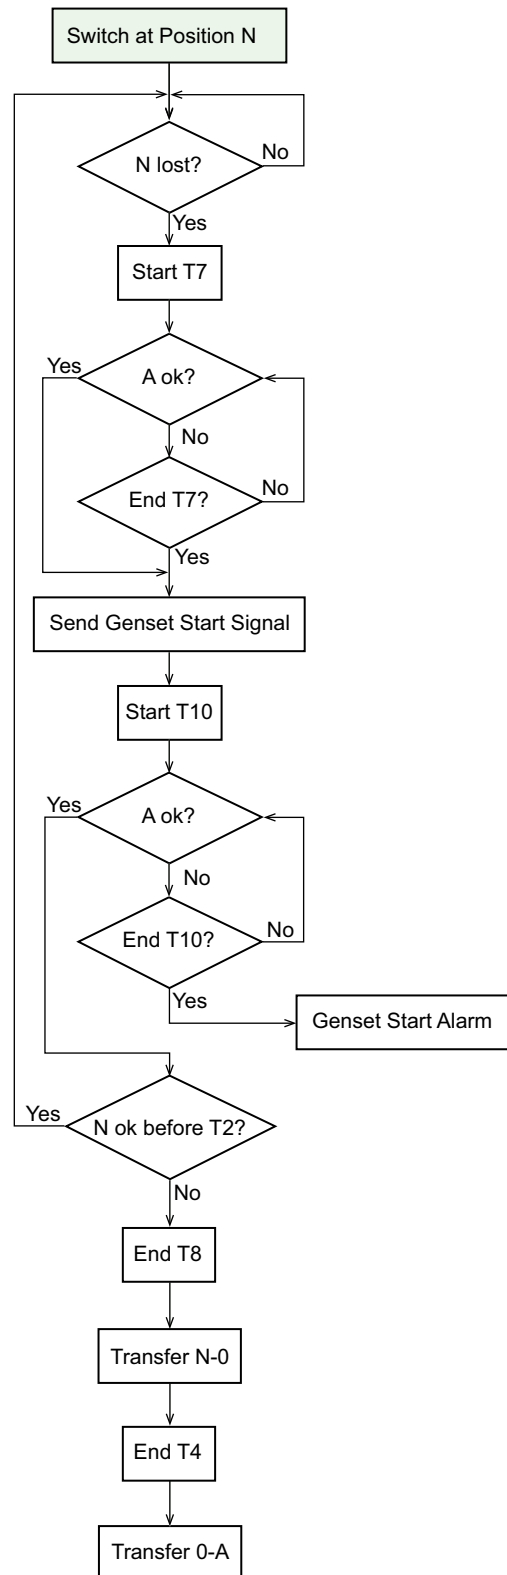 Switch at Position N
N lost?
No
Yes
Start T7
Yes
A ok?
No
End T7?
No
Yes
Send Genset Start Signal
Start T10
Yes
A ok?
No
End T10?
No
Yes
Genset Start Alarm
Yes
N ok before T2?
No
End T8
Transfer N-0
End T4
Transfer 0-A